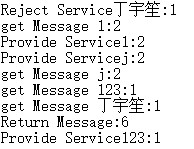 Reject Service丁宇笙:1
get Message 1:2
Provide Service1:2
Provide Servicej:2
get Message j:2
get Message 123:1
get Message 丁宇笙:1
Return Message:6
Provide Service123:1